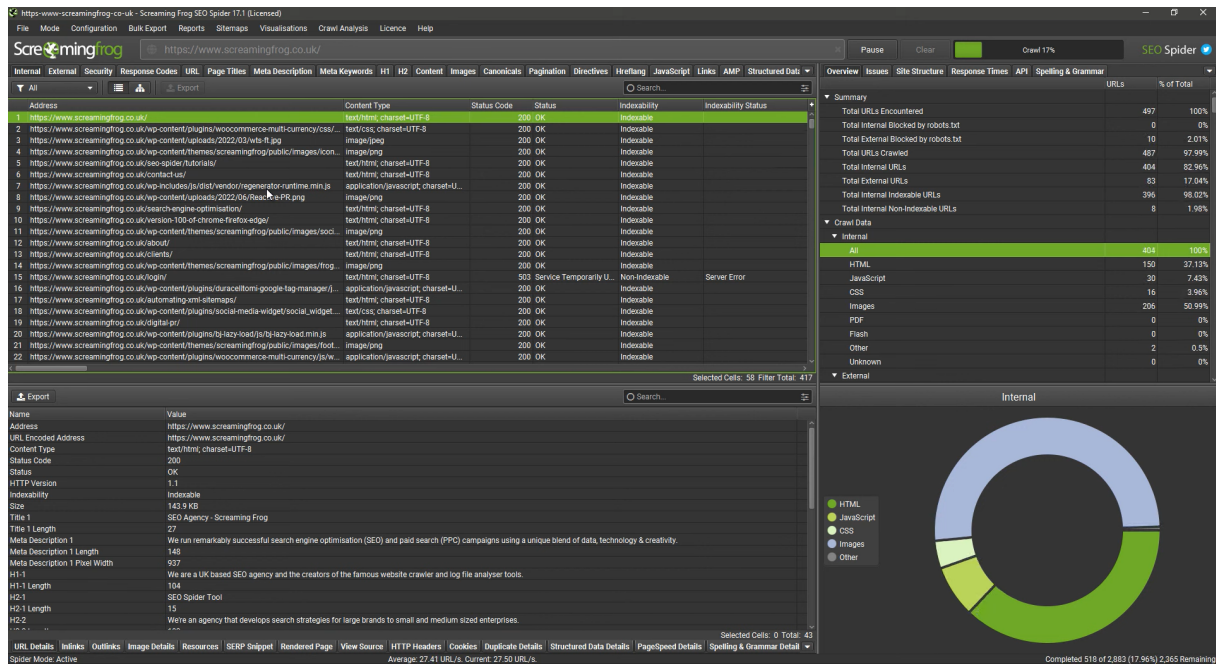 https-www-screamingfrog-co-uk - Screaming Frog SEO Spider 17.1 (Licensed)
File Mode Configuration Bulk Export Reports Sitemaps Visualisations Crawl Analysis Licence Help
Screamingfrog https://www.screamingfrog.co.uk/ Pause Clear Crawl 17% SEO Spider
Internal External Security Response Codes URL Page Titles Meta Description Meta Keywords H1 H2 Content Images Canonicals Pagination Directives Hreflang JavaScript Links AMP Structured Data
All Export Search...
Address Content Type Status Code Status Indexability Indexability Status
1 https://www.screamingfrog.co.uk/ text/html; charset=UTF-8 200 OK Indexable
2 https://www.screamingfrog.co.uk/wp-content/plugins/woocommerce-multi-currency/css/... text/css; charset=UTF-8 200 OK Indexable
3 https://www.screamingfrog.co.uk/wp-content/uploads/2022/03/wts-ft.jpg image/jpeg 200 OK Indexable
4 https://www.screamingfrog.co.uk/wp-content/themes/screamingfrog/public/images/icon... image/png 200 OK Indexable
5 https://www.screamingfrog.co.uk/seo-spider/tutorials/ text/html; charset=UTF-8 200 OK Indexable
6 https://www.screamingfrog.co.uk/contact-us/ text/html; charset=UTF-8 200 OK Indexable
7 https://www.screamingfrog.co.uk/wp-includes/js/dist/vendor/regenerator-runtime.min.js application/javascript; charset=U... 200 OK Indexable
8 image/png 200 OK Indexable
9 https://www.screamingfrog.co.uk/search-engine-optimisation/ text/html; charset=UTF-8 200 OK Indexable
10 https://www.screamingfrog.co.uk/version-100-of-chrome-firefox-edge/ text/html; charset=UTF-8 200 OK Indexable
11 https://www.screamingfrog.co.uk/wp-content/themes/screamingfrog/public/images/soci... image/png 200 OK Indexable
12 https://www.screamingfrog.co.uk/about/ text/html; charset=UTF-8 200 OK Indexable
13 https://www.screamingfrog.co.uk/clients/ text/html; charset=UTF-8 200 OK Indexable
14 https://www.screamingfrog.co.uk/wp-content/themes/screamingfrog/public/images/frog... image/png 200 OK Indexable
15 https://www.screamingfrog.co.uk/login/ text/html; charset=UTF-8 503 Service Temporarily U... Non-Indexable Server Error
16 https://www.screamingfrog.co.uk/wp-content/plugins/duracelltomi-google-tag-manager/j... application/javascript; charset=U... 200 OK Indexable
17 https://www.screamingfrog.co.uk/automating-xml-sitemaps/ text/html; charset=UTF-8 200 OK Indexable
18 https://www.screamingfrog.co.uk/wp-content/plugins/social-media-widget/social_widget... text/css; charset=UTF-8 200 OK Indexable
19 https://www.screamingfrog.co.uk/digital-pr/ text/html; charset=UTF-8 200 OK Indexable
20 https://www.screamingfrog.co.uk/wp-content/plugins/bj-lazy-load/js/bj-lazy-load.min.js application/javascript; charset=U... 200 OK Indexable
21 https://www.screamingfrog.co.uk/wp-content/themes/screamingfrog/public/images/foot... image/png 200 OK Indexable
22 https://www.screamingfrog.co.uk/wp-content/plugins/woocommerce-multi-currency/js/w... application/javascript; charset=U... 200 OK Indexable
Selected Cells: 58 Filter Total: 417
Overview Issues Site Structure Response Times API Spelling & Grammar
URLs % of Total
Summary
Total URLs Encountered 497 100%
Total Internal Blocked by robots.txt 0 0%
Total External Blocked by robots.txt 10 2.01%
Total URLs Crawled 487 97.99%
Total Internal URLs 404 82.96%
Total External URLs 83 17.04%
Total Internal Indexable URLs 396 98.02%
Total Internal Non-Indexable URLs 8 1.98%
Crawl Data
Internal
All 404 100%
HTML 150 37.13%
JavaScript 30 7.43%
CSS 16 3.96%
Images 206 50.99%
PDF 0 0%
Flash 0 0%
Other 2 0.5%
Unknown 0 0%
External
Export Search...
Name Value
Address https://www.screamingfrog.co.uk/
URL Encoded Address https://www.screamingfrog.co.uk/
Content Type text/html; charset=UTF-8
Status Code 200
Status OK
HTTP Version 1.1
Indexability Indexable
Size 143.9 KB
Title 1 SEO Agency - Screaming Frog
Title 1 Length 27
Meta Description 1 We run remarkably successful search engine optimisation (SEO) and paid search (PPC) campaigns using a unique blend of data, technology & creativity.
Meta Description 1 Length 148
Meta Description 1 Pixel Width 937
H1-1 We are a UK based SEO agency and the creators of the famous website crawler and log file analyser tools.
H1-1 Length 104
H2-1 SEO Spider Tool
H2-1 Length 15
H2-2 We're an agency that develops search strategies for large brands to small and medium sized enterprises.
Selected Cells: 0 Total: 43
URL Details Inlinks Outlinks Image Details Resources SERP Snippet Rendered Page View Source HTTP Headers Cookies Duplicate Details Structured Data Details PageSpeed Details Spelling & Grammar Detail
Internal
HTML
JavaScript
CSS
Images
Other
Spider Mode: Active Average: 27.41 URL/s. Current: 27.50 URL/s. Completed 518 of 2,883 (17.96%) 2,365 Remaining